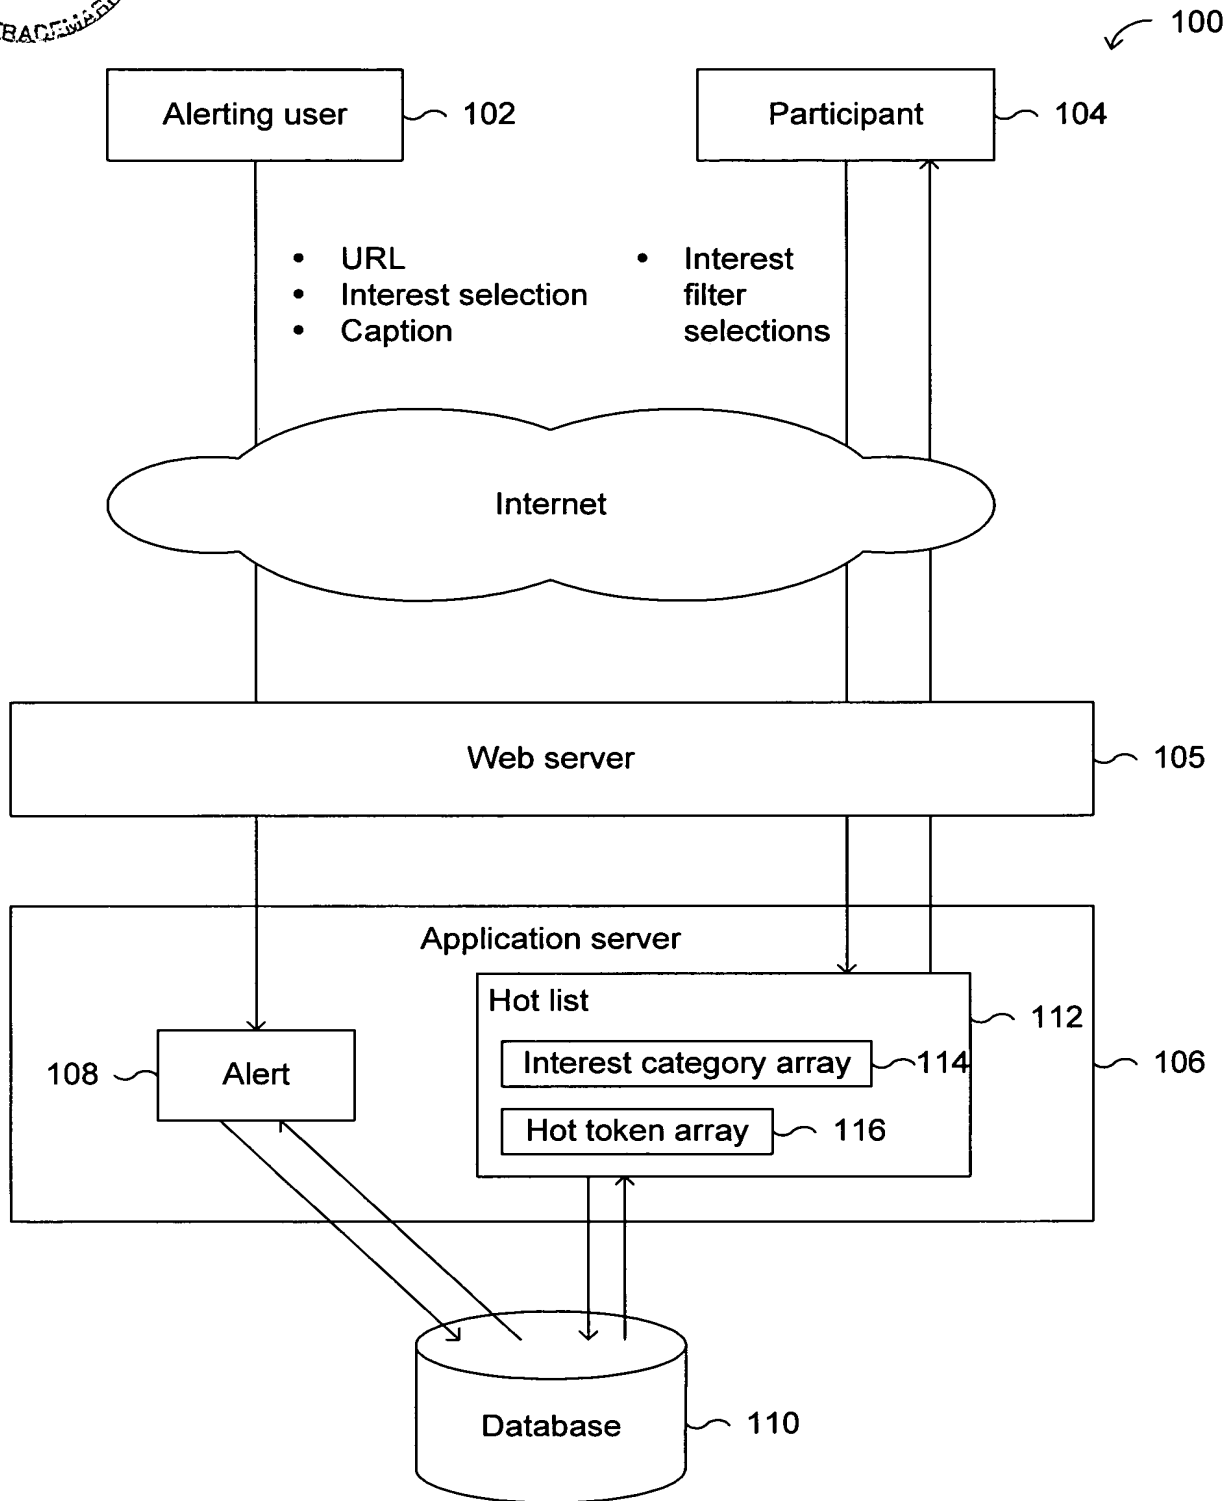 100
Alerting user
102
Participant
104
• URL
• Interest selection
• Caption
• Interest
filter
selections
Internet
Web server
105
Application server
Hot list
112
Interest category array
114
106
108
Alert
Hot token array
116
Database
110